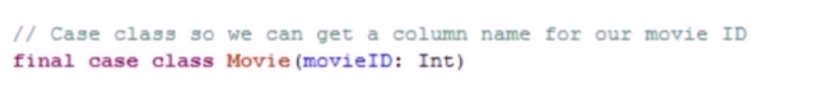 // Case class so we can get a column name for our movie ID
final case class Movie(movieID: Int)